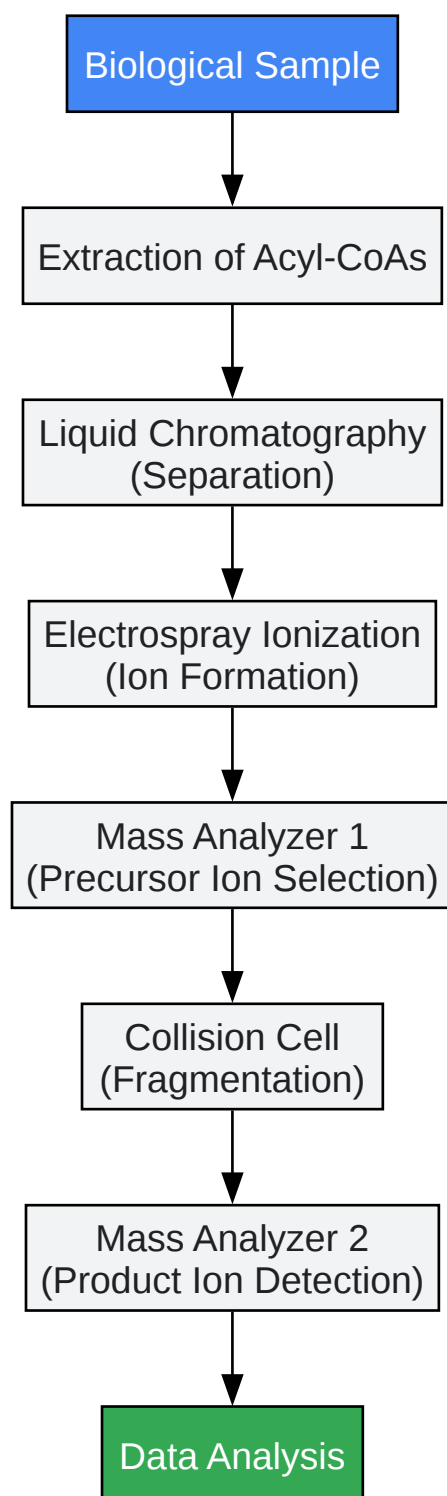 Biological Sample
Extraction of Acyl-CoAs
Liquid Chromatography
(Separation)
Electrospray Ionization
(Ion Formation)
Mass Analyzer 1
(Precursor Ion Selection)
Collision Cell
(Fragmentation)
Mass Analyzer 2
(Product Ion Detection)
Data Analysis